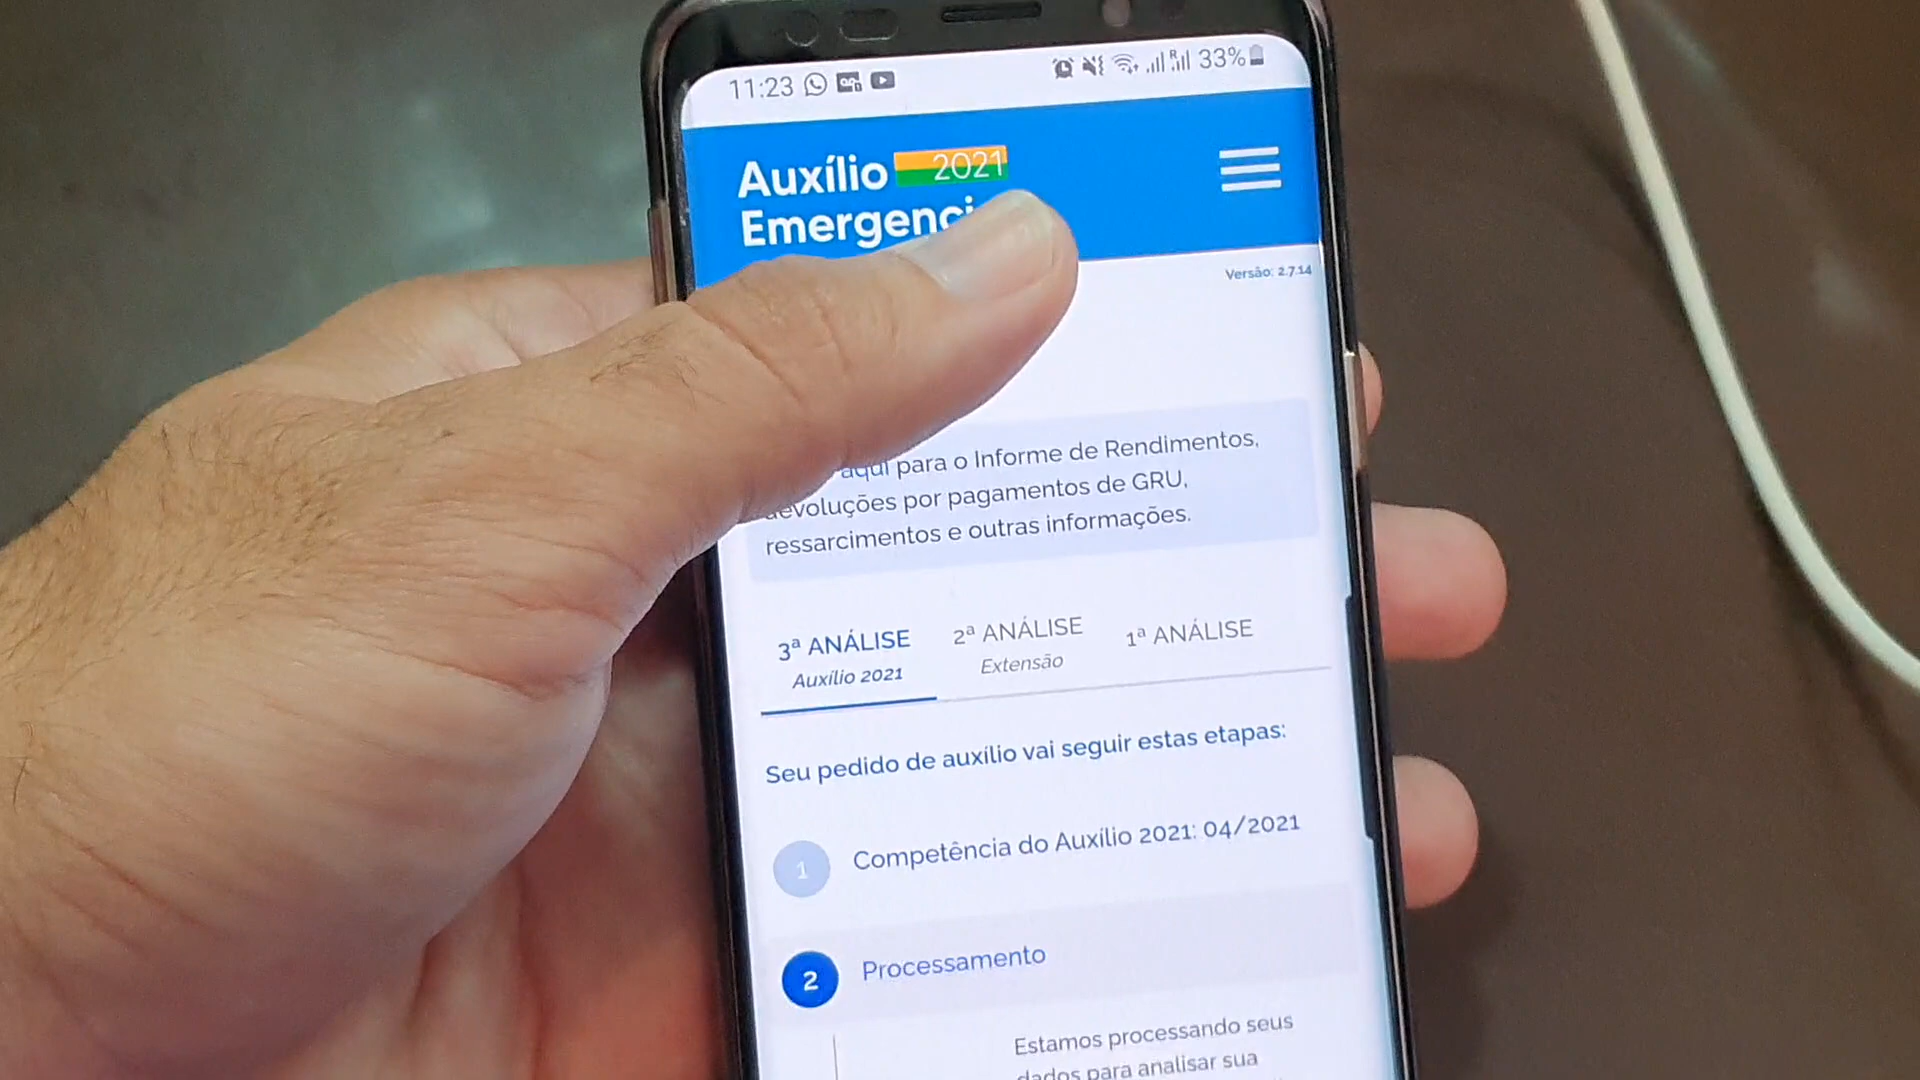 11:23
33%
Auxílio 2021
Versão: 2.7.14
aqui para o Informe de Rendimentos,
por pagamentos de GRU,
ressarcimentos e outras informações.
3ª ANÁLISE 2ª ANÁLISE 1ª ANÁLISE
Auxílio 2021 Extensão
Seu pedido de auxílio vai seguir estas etapas:
1 Competência do Auxílio 2021: 04/2021
2 Processamento
Estamos processando seus
dados para analisar sua